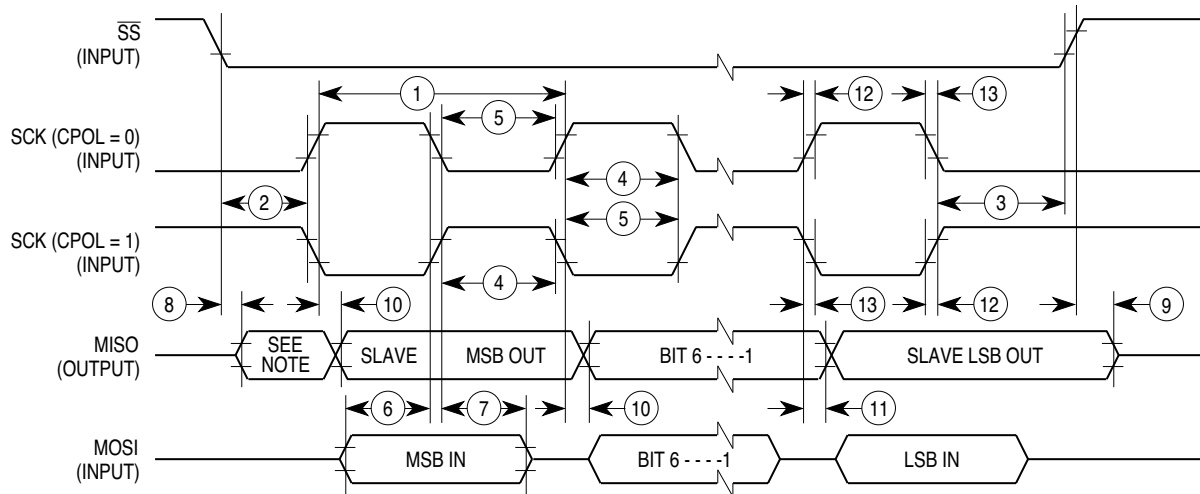 SS
(INPUT)
1
12
13
5
SCK (CPOL = 0)
(INPUT)
4
2
5
3
SCK (CPOL = 1)
(INPUT)
4
8
10
13
12
9
MISO
(OUTPUT)
SEE
NOTE
SLAVE
MSB OUT
BIT 6 - - - -1
SLAVE LSB OUT
6
7
10
11
MOSI
(INPUT)
MSB IN
BIT 6 - - - -1
LSB IN